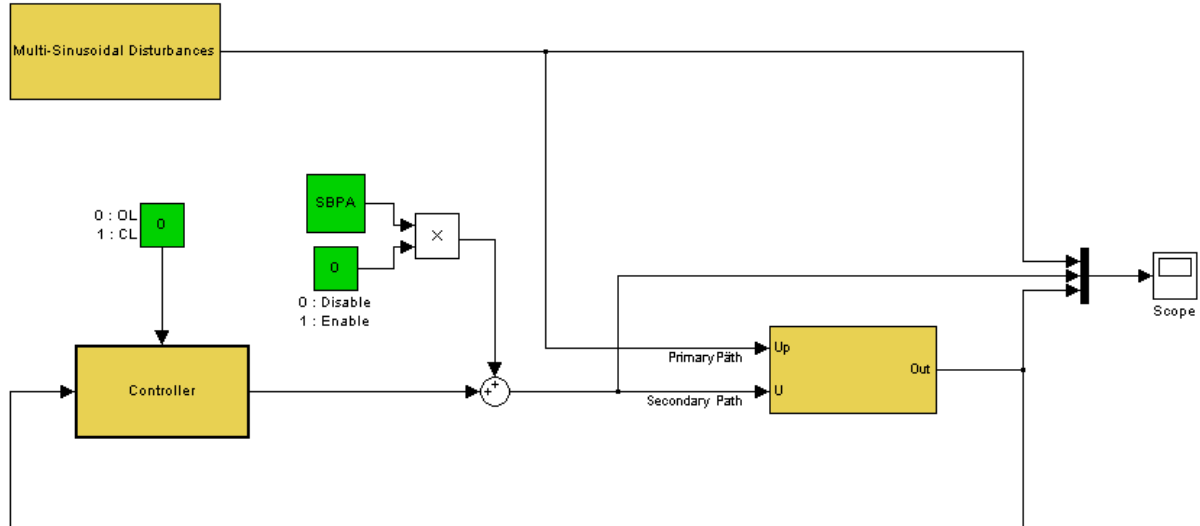 Multi-Sinusoidal Disturbances
SBPA
0 : OL
1 : CL
0
0
0 : Disable
1 : Enable
Scope
Primary Path
Up
Out
Controller
Secondary Path
U